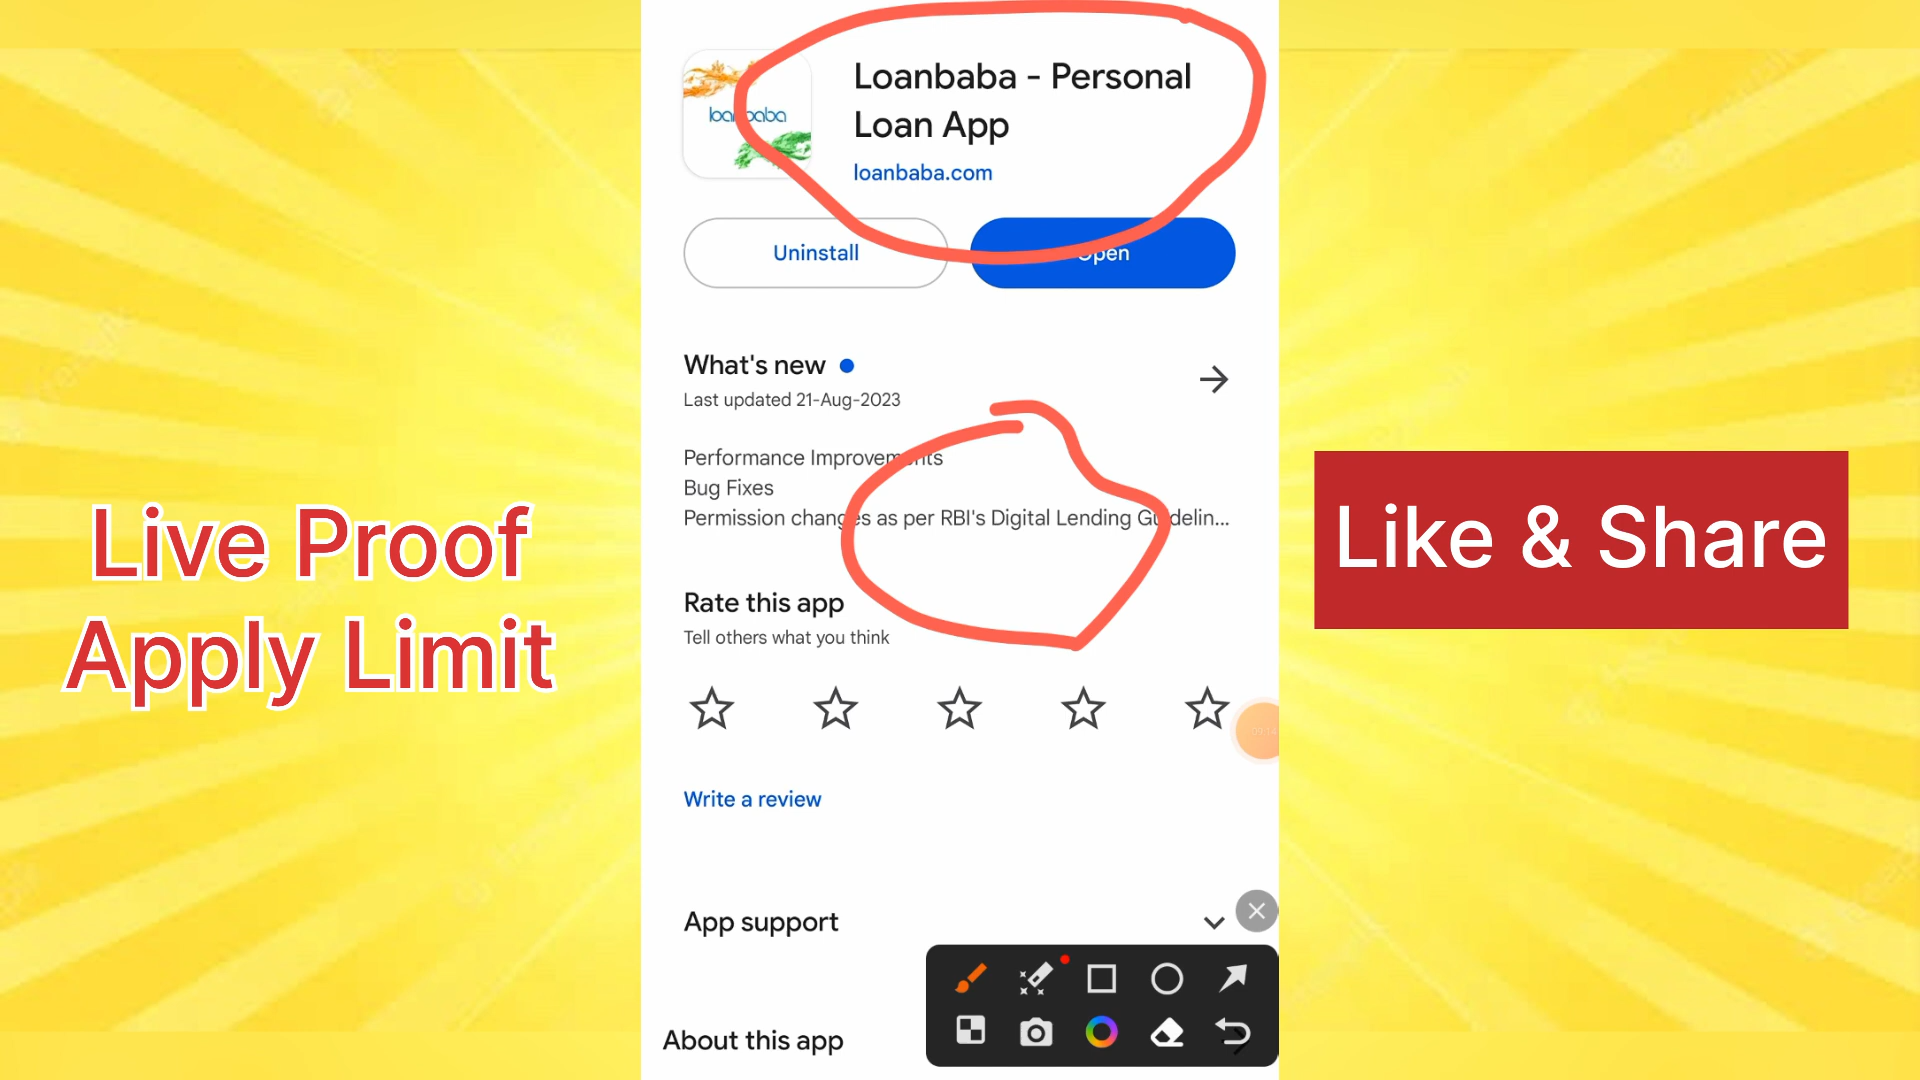 Loanbaba - Personal
Loan App
loanbaba
loanbaba.com
Uninstall
Open
What's new
Last updated 21-Aug-2023
Performance Improvements
Bug Fixes
Permission changes as per RBI's Digital Lending Guidelin...
Live Proof
Apply Limit
Like & Share
Rate this app
Tell others what you think
Write a review
App support
About this app